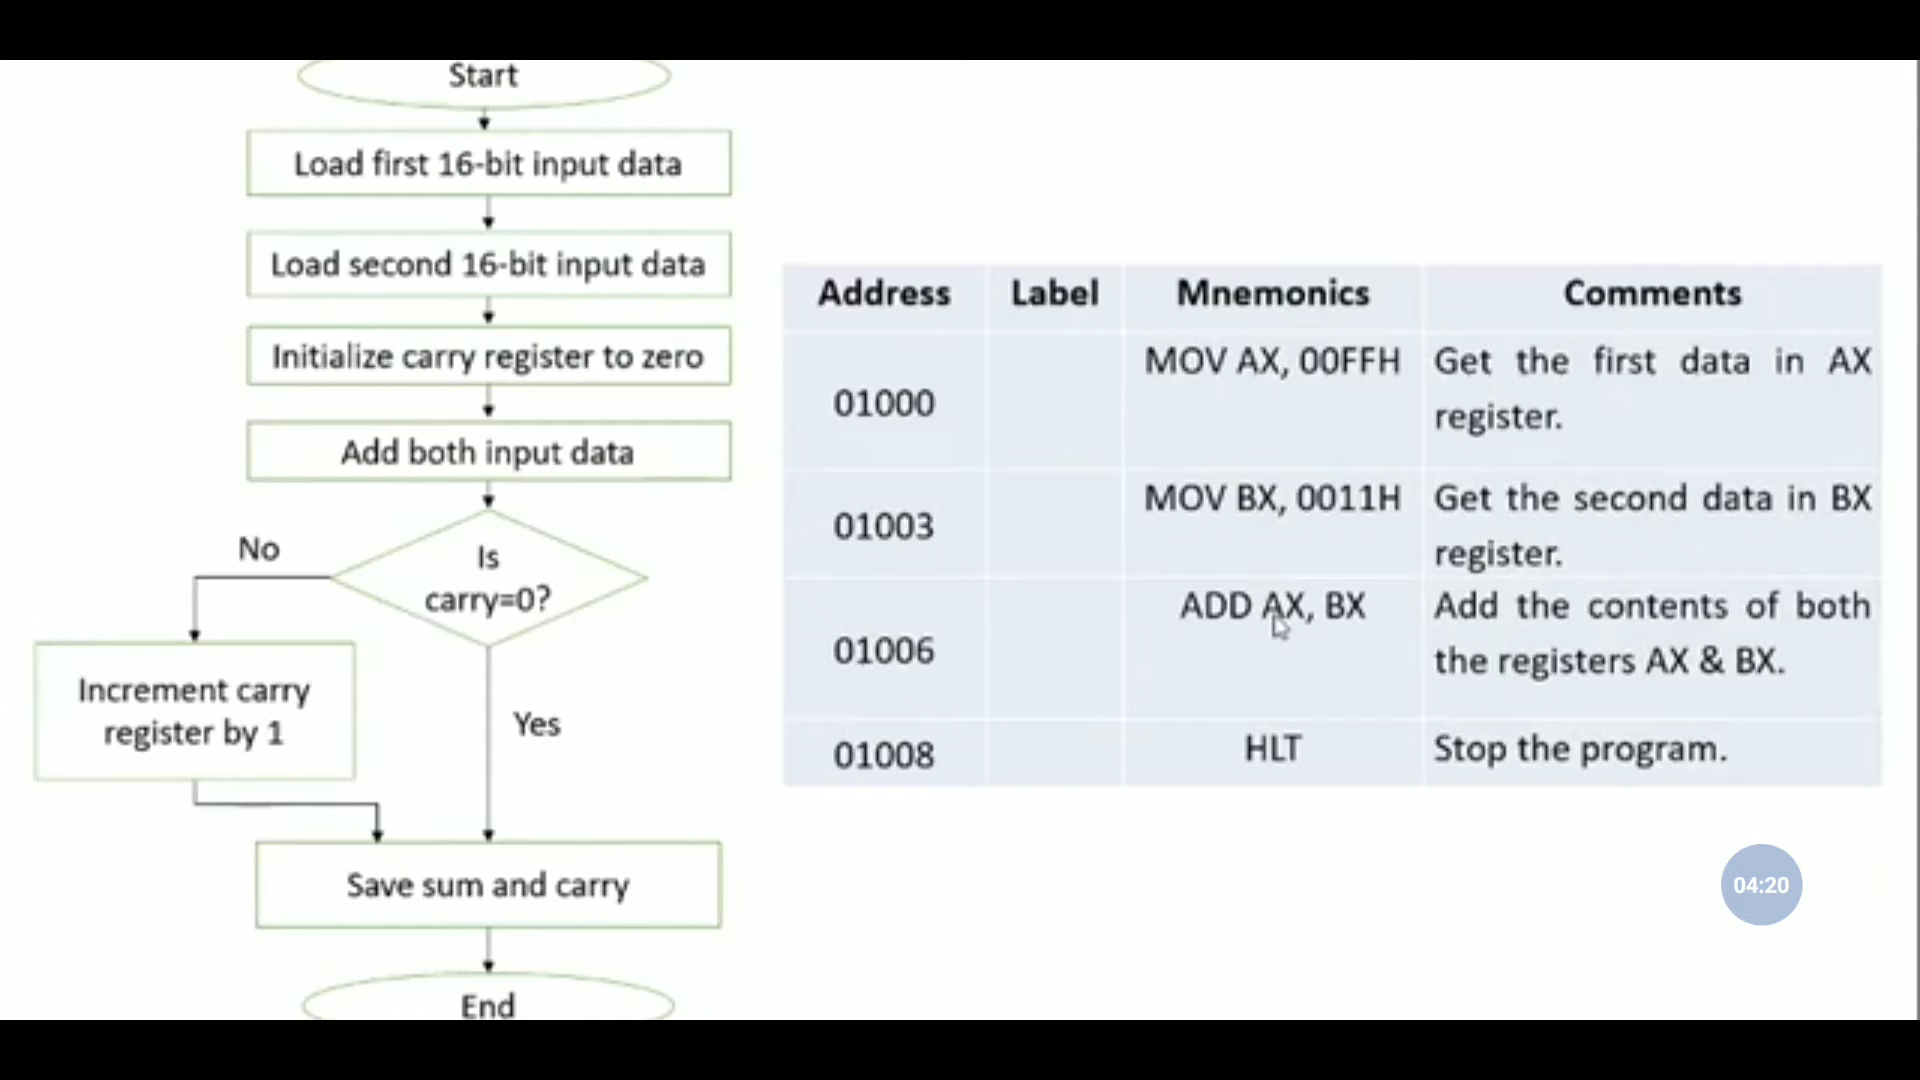 Start
Load first 16-bit input data
Load second 16-bit input data
Initialize carry register to zero
Add both input data
Is
carry=0?
No
Yes
Increment carry
register by 1
Save sum and carry
End
Address Label Mnemonics Comments
01000 MOV AX, 00FFH Get the first data in AX
register.
01003 MOV BX, 0011H Get the second data in BX
register.
01006 ADD AX, BX Add the contents of both
the registers AX & BX.
01008 HLT Stop the program.
04:20